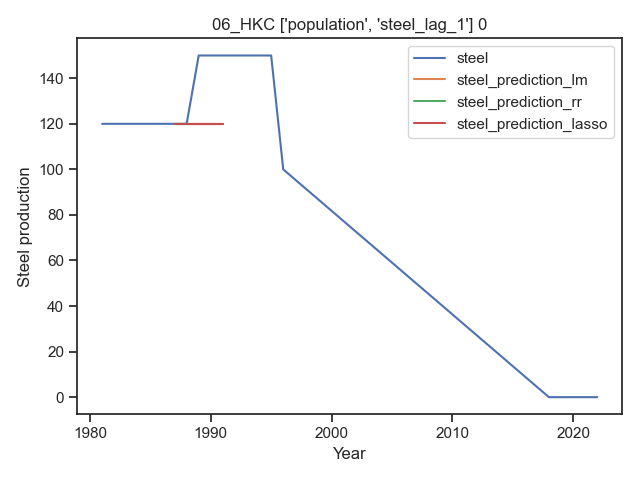 06_HKC ['population', 'steel_lag_1'] 0
steel
steel_prediction_lm
steel_prediction_rr
steel_prediction_lasso
140
120
100
80
60
40
20
0
Steel production
1980
1990
2000
2010
2020
Year